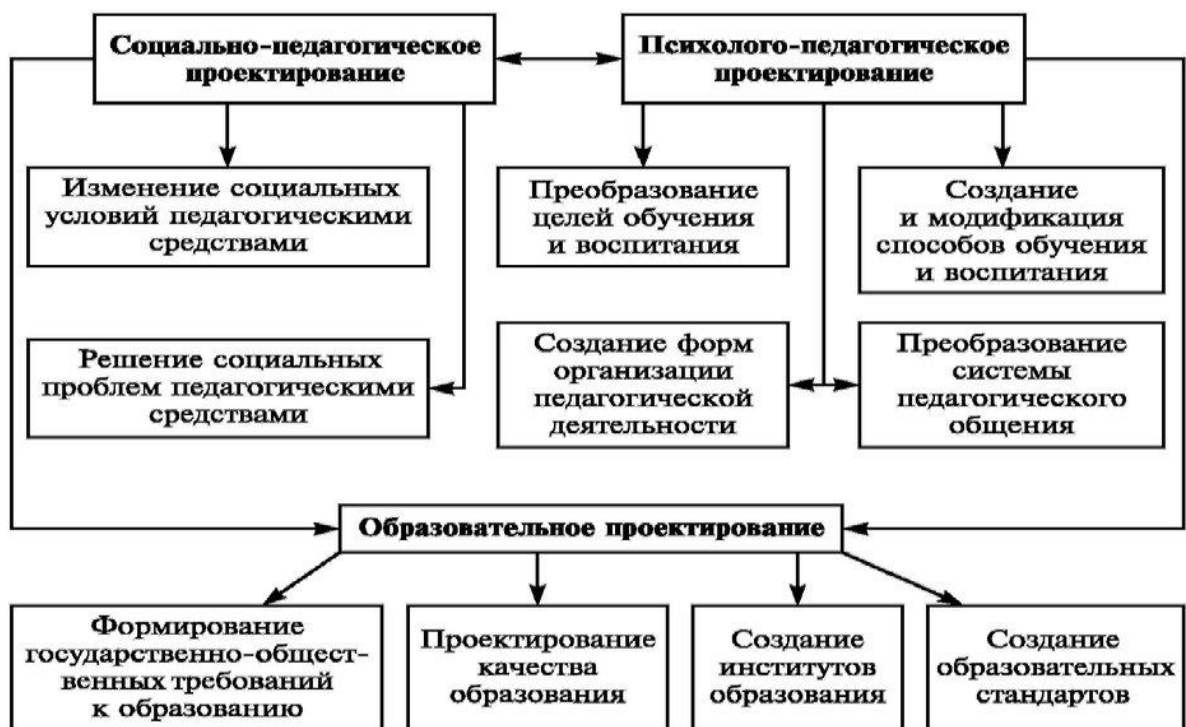 Социально-педагогическое
проектирование
Психолого-педагогическое
проектирование
Изменение социальных
условий педагогическими
средствами
Преобразование
целей обучения
и воспитания
Создание
и модификация
способов обучения
и воспитания
Решение социальных
проблем педагогическими
средствами
Создание форм
организации
педагогической
деятельности
Преобразование
системы
педагогического
общения
Образовательное проектирование
Формирование
государственно-общест-
венных требований
к образованию
Проектирование
качества
образования
Создание
институтов
образования
Создание
образовательных
стандартов